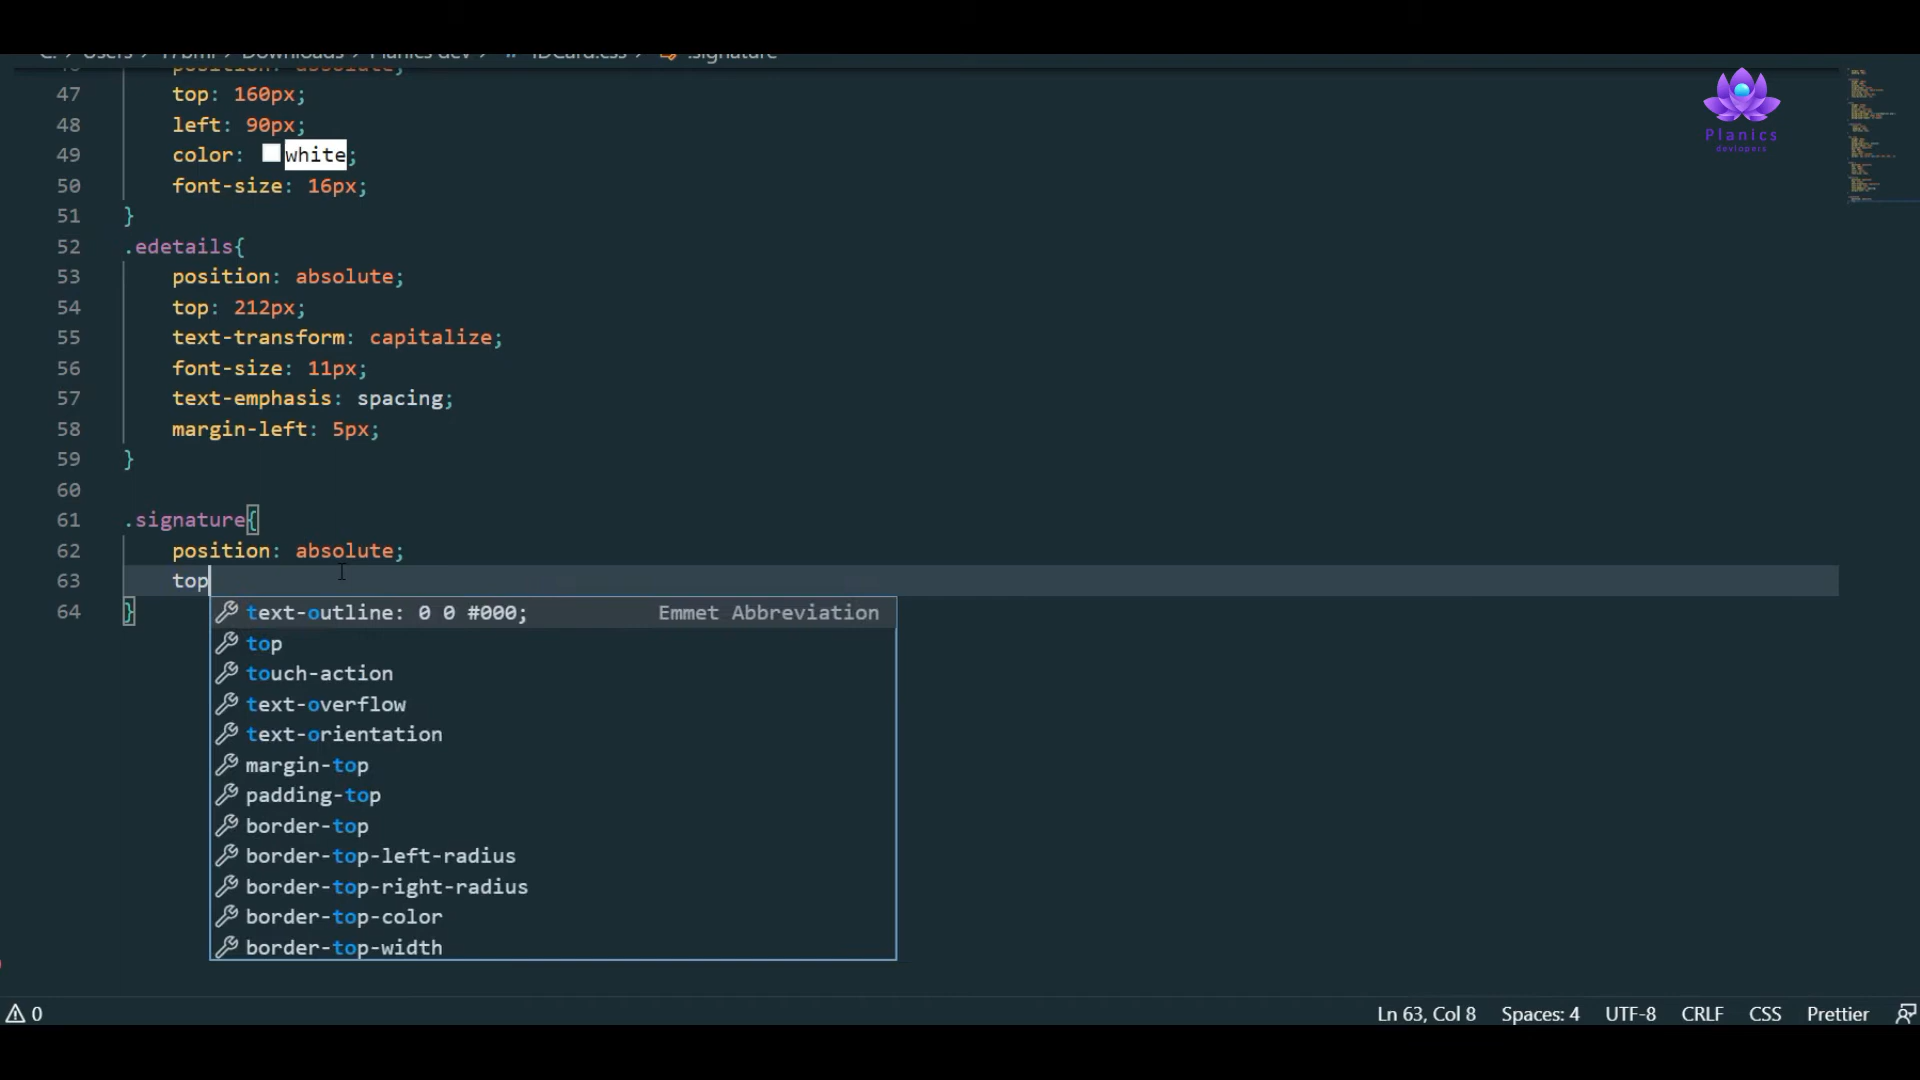 C: > Users > > Downloads > Planics dev > # IDCard.css > .signature
46 position: absolute;
47 top: 160px;
48 left: 90px;
49 color: white;
50 font-size: 16px;
51 }
52 .edetails{
53 position: absolute;
54 top: 212px;
55 text-transform: capitalize;
56 font-size: 11px;
57 text-emphasis: spacing;
58 margin-left: 5px;
59 }
60
61 .signature{
62 position: absolute;
63 top
64 }
text-outline: 0 0 #000; Emmet Abbreviation
top
touch-action
text-overflow
text-orientation
margin-top
padding-top
border-top
border-top-left-radius
border-top-right-radius
border-top-color
border-top-width
Planics
devlopers
0 Ln 63, Col 8 Spaces: 4 UTF-8 CRLF CSS Prettier